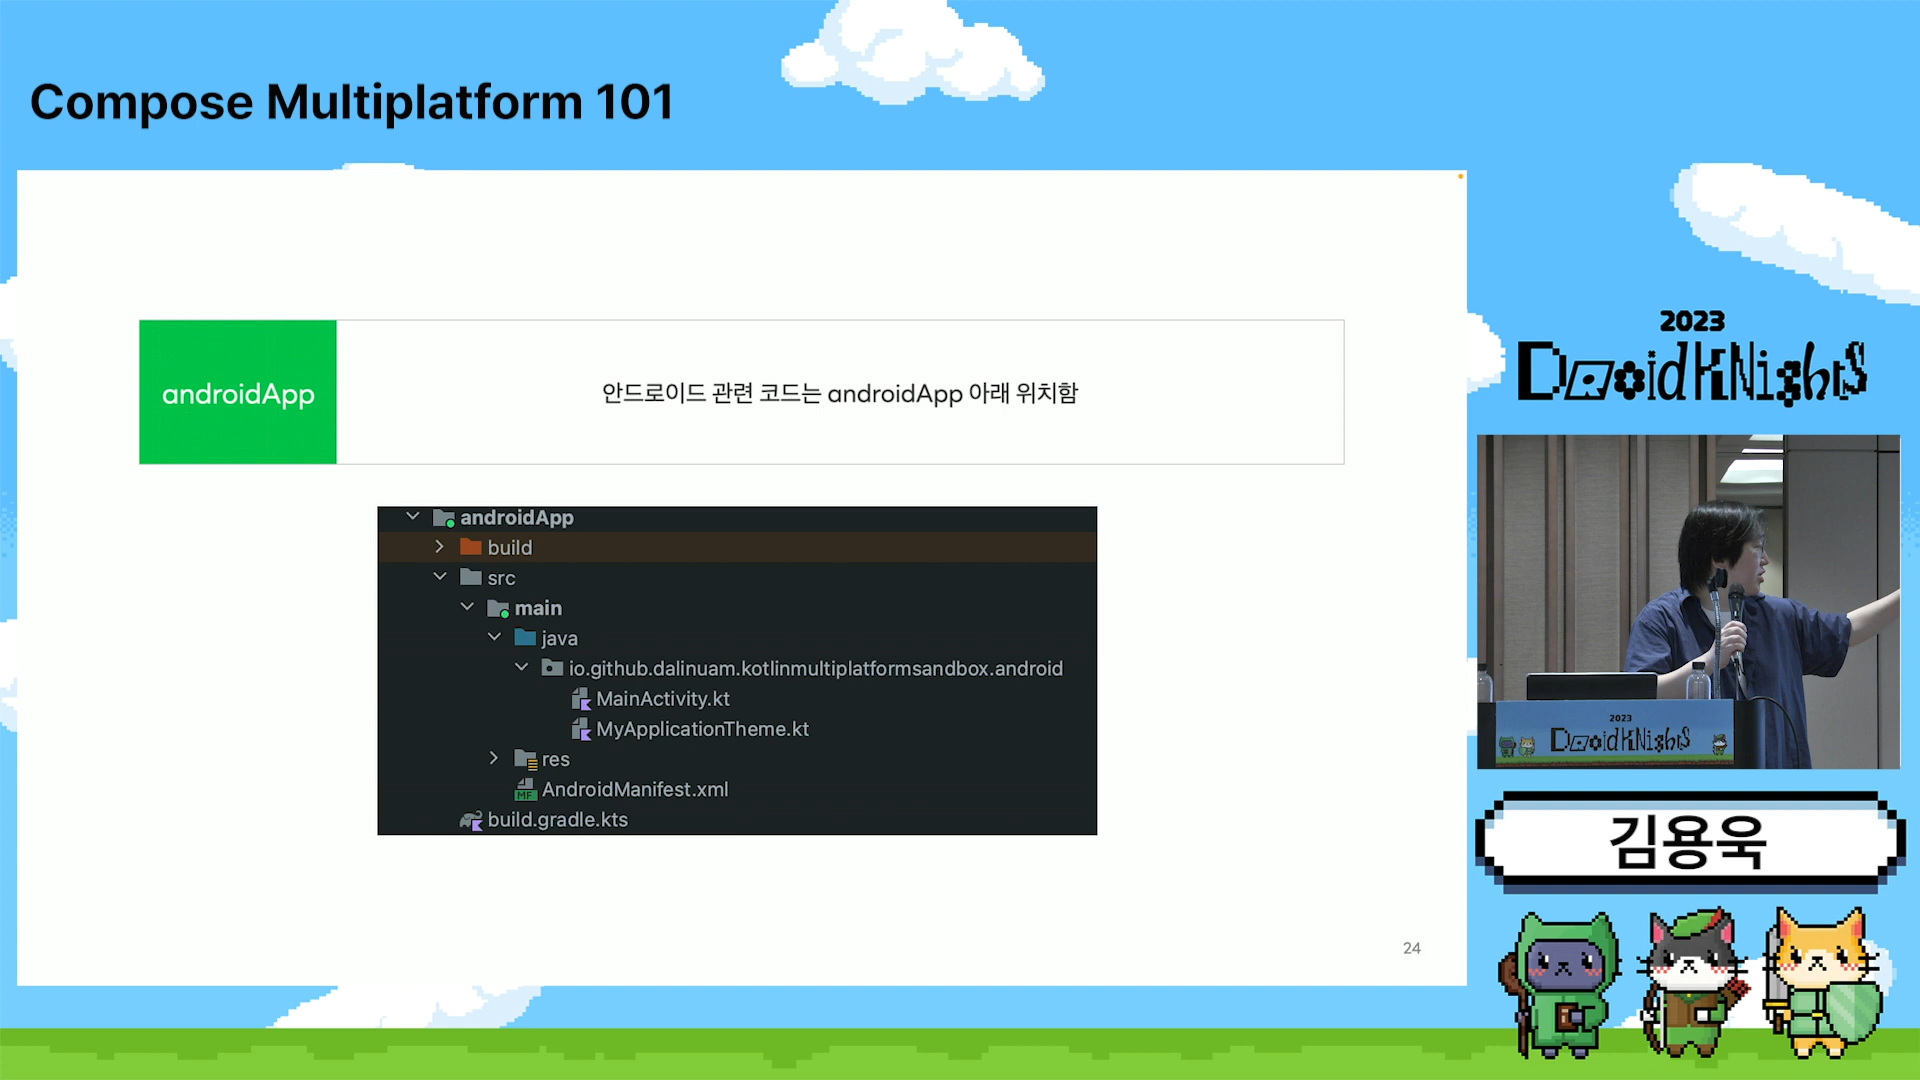 Compose Multiplatform 101
androidApp
안드로이드 관련 코드는 androidApp 아래 위치함
androidApp
build
src
main
java
io.github.dalinuam.kotlinmultiplatformsandbox.android
MainActivity.kt
MyApplicationTheme.kt
res
MF
AndroidManifest.xml
build.gradle.kts
24
2023
DRoidKNights
2023
DRoidKNights
김용욱